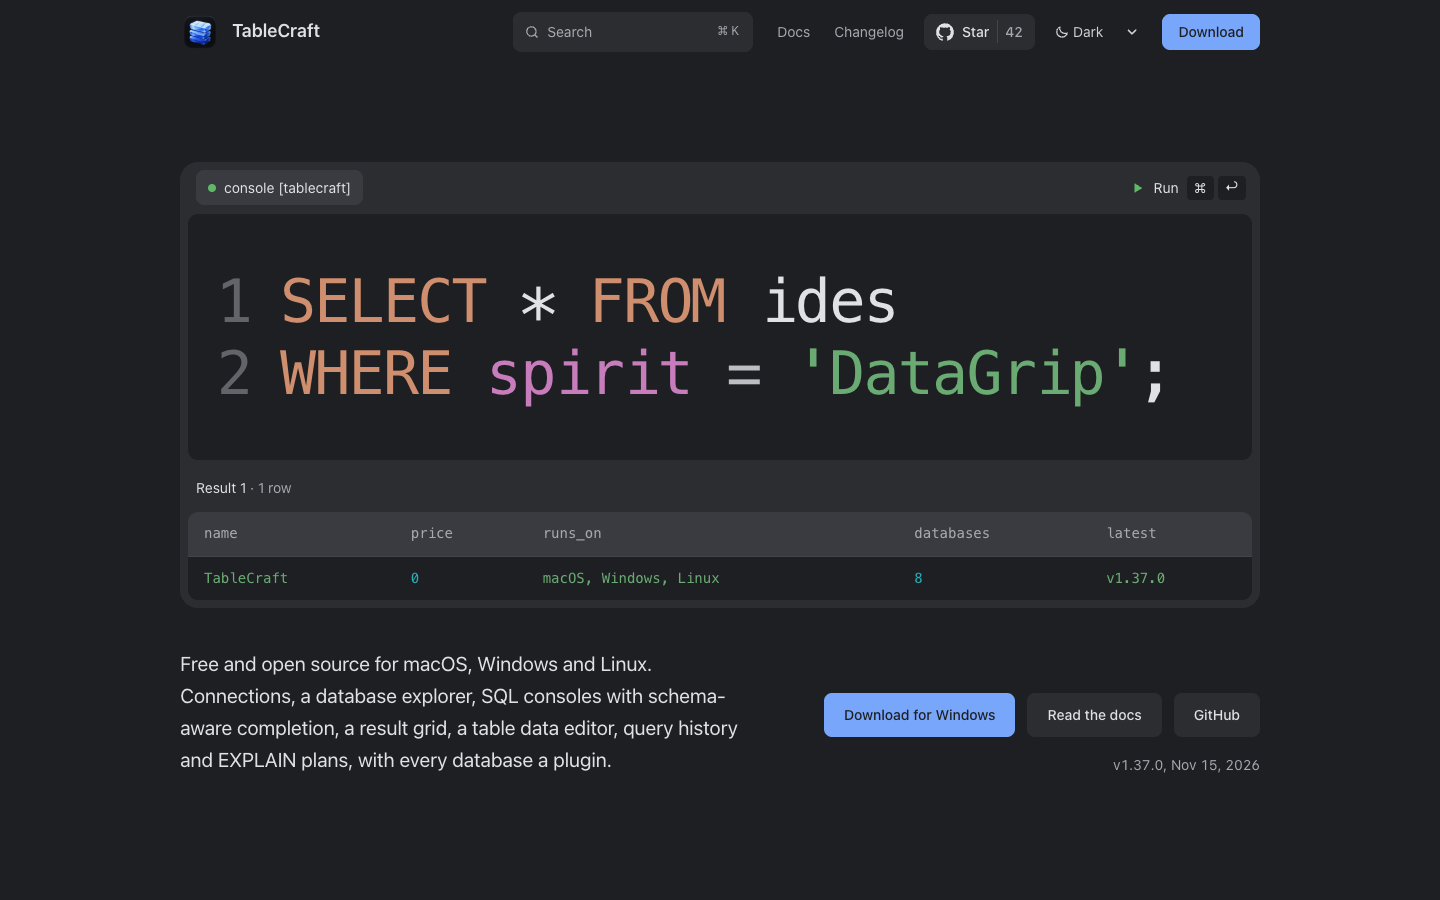 TableCraft
Search ⌘ K
Docs
Changelog
Star 42
Dark
Download
console [tablecraft]
Run ⌘ ↩
1 SELECT * FROM ides
2 WHERE spirit = 'DataGrip';
Result 1 · 1 row
name price runs_on databases latest
TableCraft 0 macOS, Windows, Linux 8 v1.37.0
Free and open source for macOS, Windows and Linux.
Connections, a database explorer, SQL consoles with schema-
aware completion, a result grid, a table data editor, query history
and EXPLAIN plans, with every database a plugin.
Download for Windows
Read the docs
GitHub
v1.37.0, Nov 15, 2026